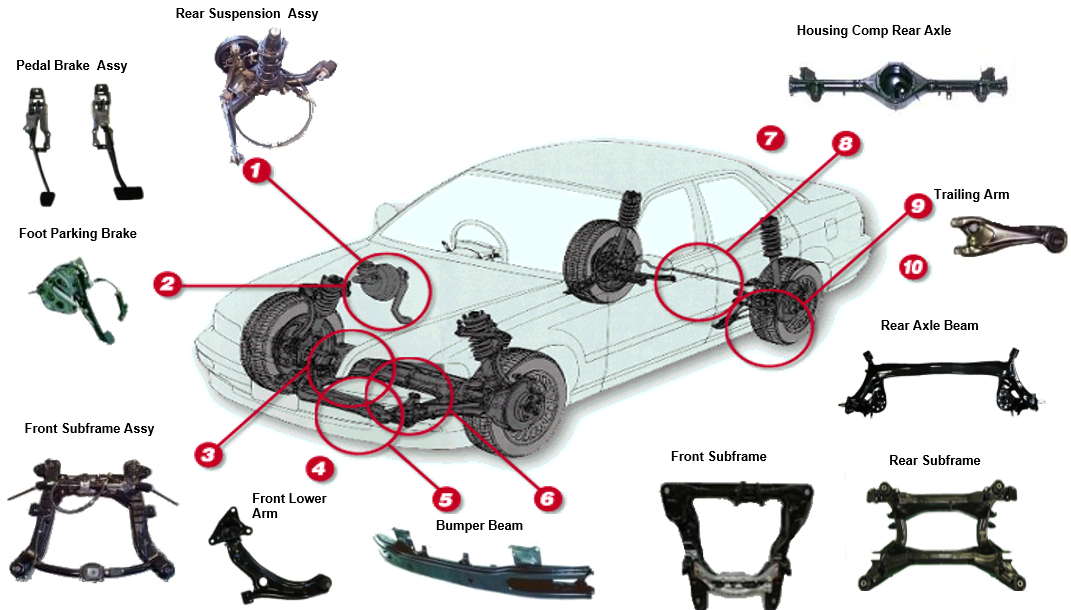 Rear Suspension Assy
Housing Comp Rear Axle
Pedal Brake Assy
7
8
1
Trailing Arm
9
Foot Parking Brake
10
2
Rear Axle Beam
Front Subframe Assy
3
Front Subframe
Rear Subframe
4
5
6
Front Lower
Arm
Bumper Beam